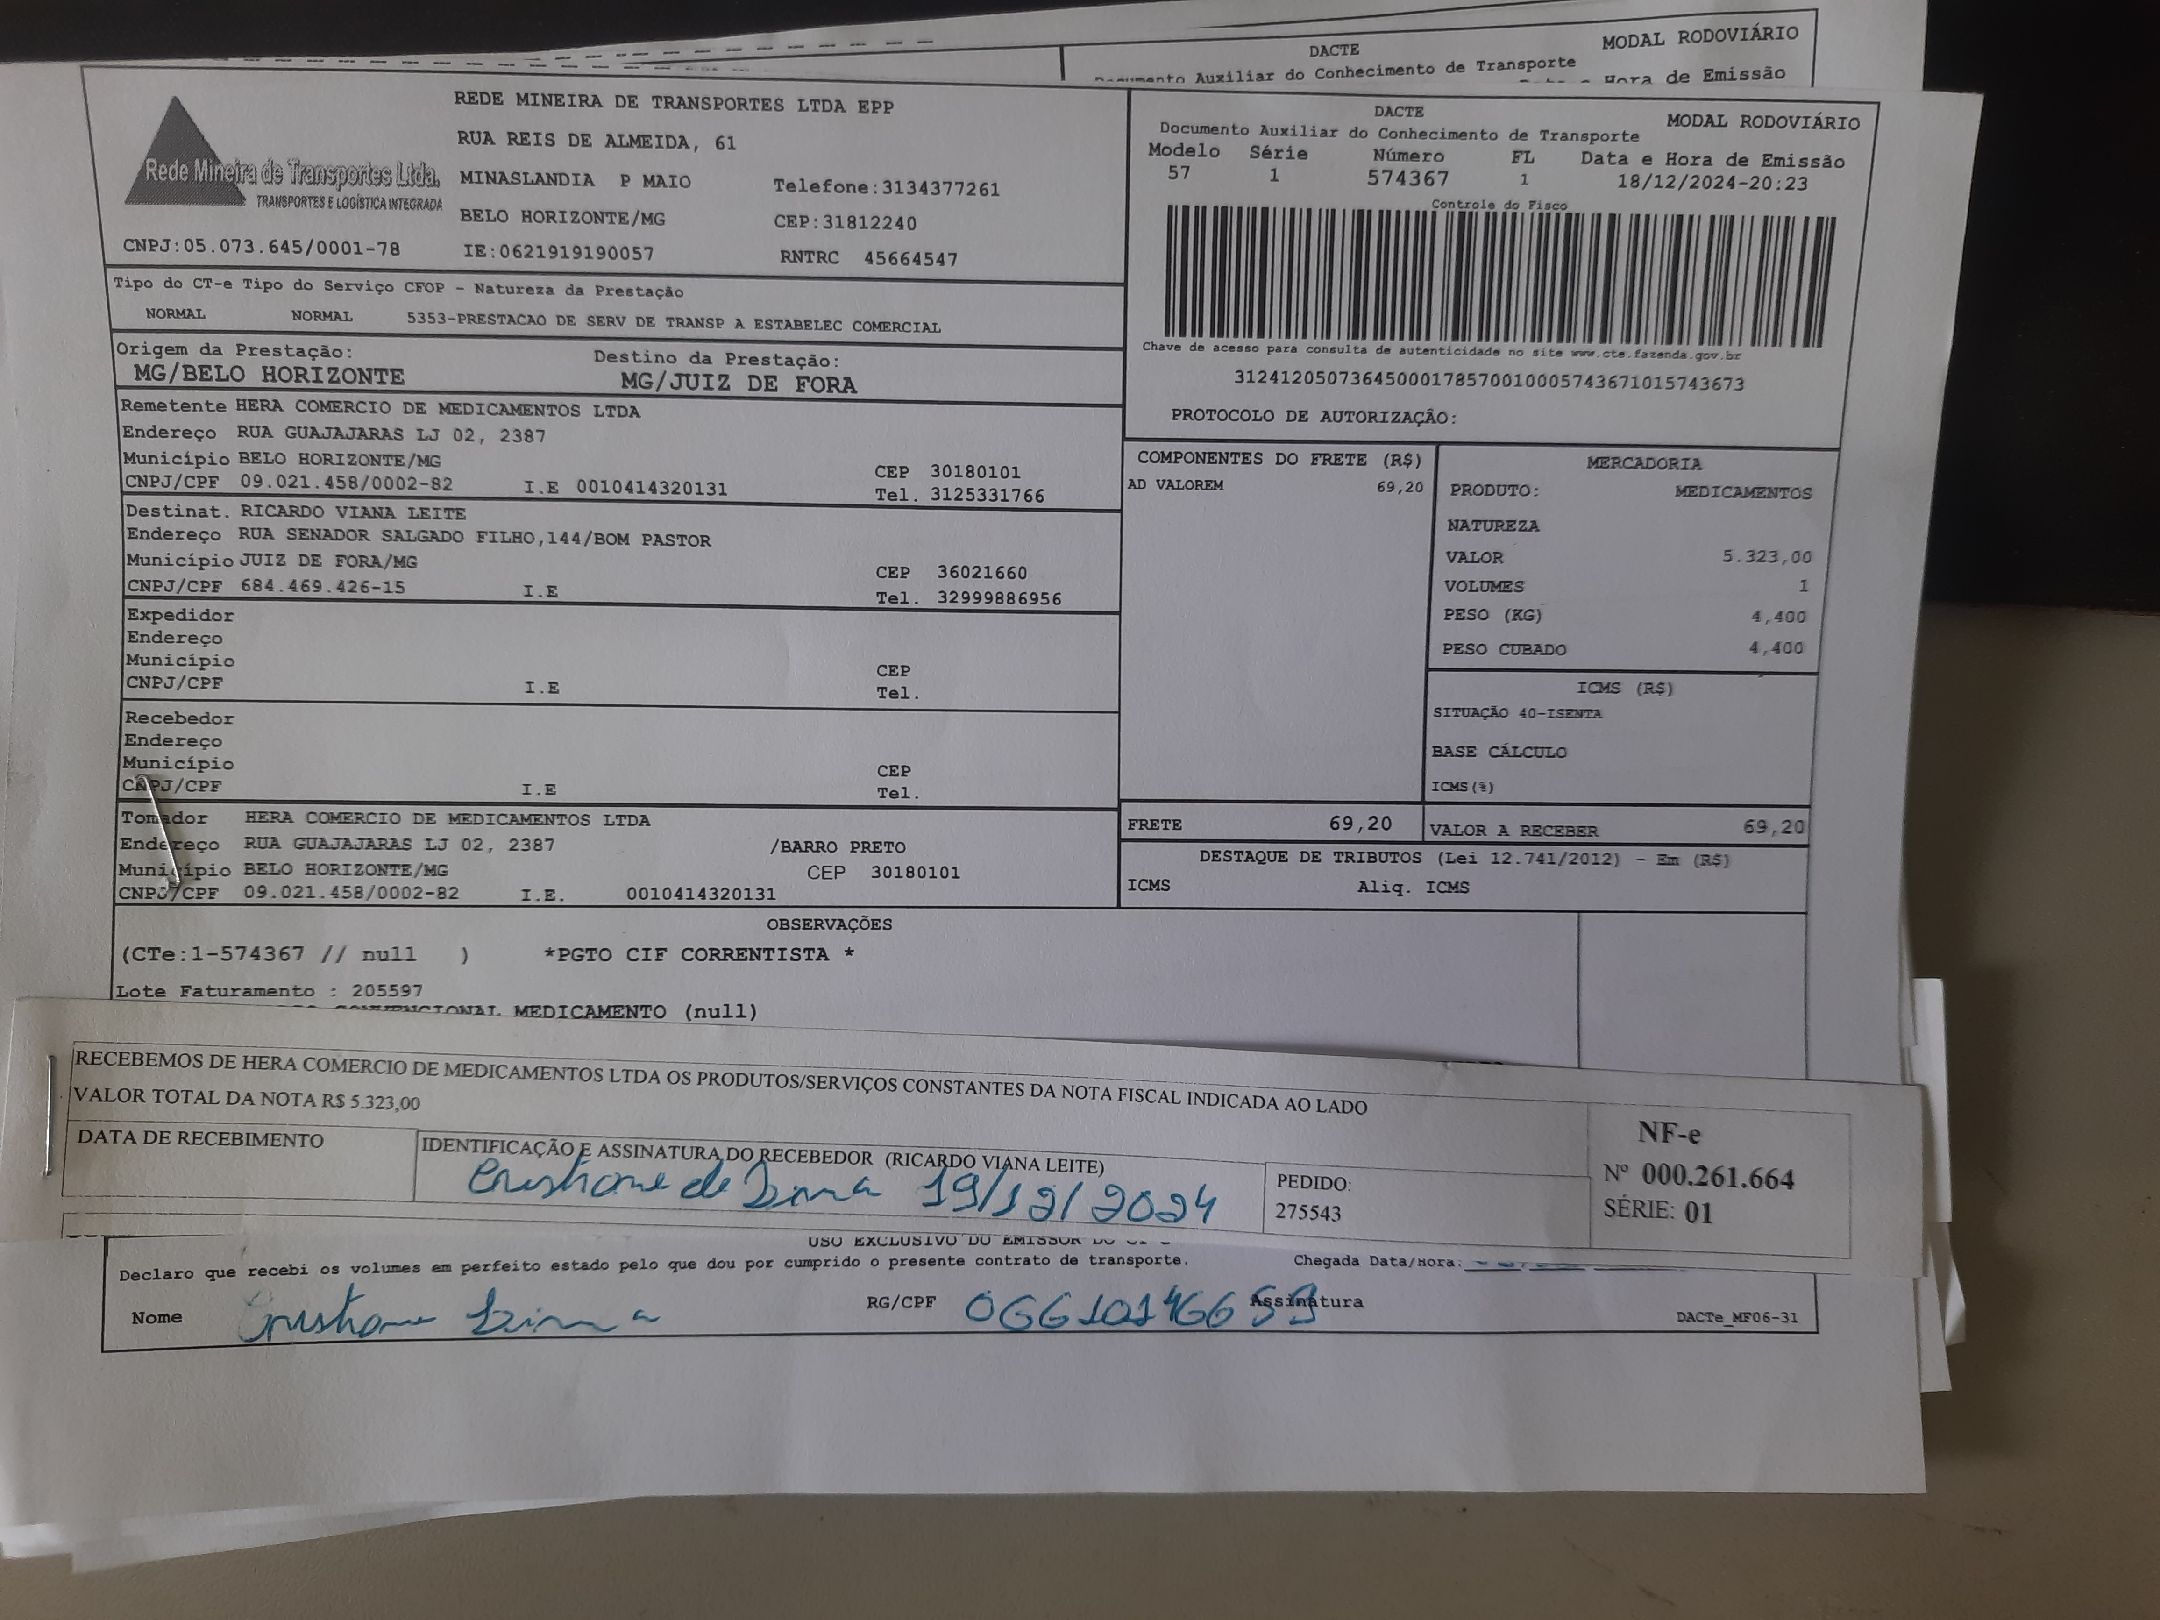 DACTE
MODAL RODOVIÁRIO
Documento Auxiliar do Conhecimento de Transporte
Hora de Emissão
Rede Mineira de Transportes Ltda.
TRANSPORTES E LOGÍSTICA INTEGRADA
REDE MINEIRA DE TRANSPORTES LTDA EPP
RUA REIS DE ALMEIDA, 61
MINASLANDIA P MAIO Telefone:3134377261
BELO HORIZONTE/MG CEP:31812240
CNPJ:05.073.645/0001-78 IE:0621919190057 RNTRC 45664547
DACTE
MODAL RODOVIÁRIO
Documento Auxiliar do Conhecimento de Transporte
Modelo Série Número FL Data e Hora de Emissão
57 1 574367 1 18/12/2024-20:23
Controle do Fisco
Chave de acesso para consulta de autenticidade no site www.cte.fazenda.gov.br
31241205073645000178570010005743671015743673
PROTOCOLO DE AUTORIZAÇÃO:
Tipo do CT-e Tipo do Serviço CFOP - Natureza da Prestação
NORMAL NORMAL 5353-PRESTACAO DE SERV DE TRANSP A ESTABELEC COMERCIAL
Origem da Prestação: Destino da Prestação:
MG/BELO HORIZONTE MG/JUIZ DE FORA
Remetente HERA COMERCIO DE MEDICAMENTOS LTDA
Endereço RUA GUAJAJARAS LJ 02, 2387
Município BELO HORIZONTE/MG CEP 30180101
CNPJ/CPF 09.021.458/0002-82 I.E 0010414320131 Tel. 3125331766
Destinat. RICARDO VIANA LEITE
Endereço RUA SENADOR SALGADO FILHO,144/BOM PASTOR
Município JUIZ DE FORA/MG CEP 36021660
CNPJ/CPF 684.469.426-15 I.E Tel. 32999886956
Expedidor
Endereço
Município CEP
CNPJ/CPF I.E Tel.
Recebedor
Endereço
Município CEP
CNPJ/CPF I.E Tel.
Tomador HERA COMERCIO DE MEDICAMENTOS LTDA
Endereço RUA GUAJAJARAS LJ 02, 2387 /BARRO PRETO
Município BELO HORIZONTE/MG CEP 30180101
CNPJ/CPF 09.021.458/0002-82 I.E. 0010414320131
COMPONENTES DO FRETE (R$)
AD VALOREM 69,20
MERCADORIA
PRODUTO: MEDICAMENTOS
NATUREZA
VALOR 5.323,00
VOLUMES 1
PESO (KG) 4,400
PESO CUBADO 4,400
ICMS (R$)
SITUAÇÃO 40-ISENTA
BASE CÁLCULO
ICMS(%)
FRETE 69,20 VALOR A RECEBER 69,20
DESTAQUE DE TRIBUTOS (Lei 12.741/2012) - Em (R$)
ICMS Aliq. ICMS
OBSERVAÇÕES
(CTe:1-574367 // null ) *PGTO CIF CORRENTISTA *
Lote Faturamento : 205597
CONVENCIONAL MEDICAMENTO (null)
RECEBEMOS DE HERA COMERCIO DE MEDICAMENTOS LTDA OS PRODUTOS/SERVIÇOS CONSTANTES DA NOTA FISCAL INDICADA AO LADO
VALOR TOTAL DA NOTA R$ 5.323,00
DATA DE RECEBIMENTO
IDENTIFICAÇÃO E ASSINATURA DO RECEBEDOR (RICARDO VIANA LEITE)
19/12/2024
PEDIDO:
275543
NF-e
Nº 000.261.664
SÉRIE: 01
USO EXCLUSIVO DO EMISSOR DO
Declaro que recebi os volumes em perfeito estado pelo que dou por cumprido o presente contrato de transporte. Chegada Data/Hora:
Nome RG/CPF Assinatura
DACTe_MF06-31